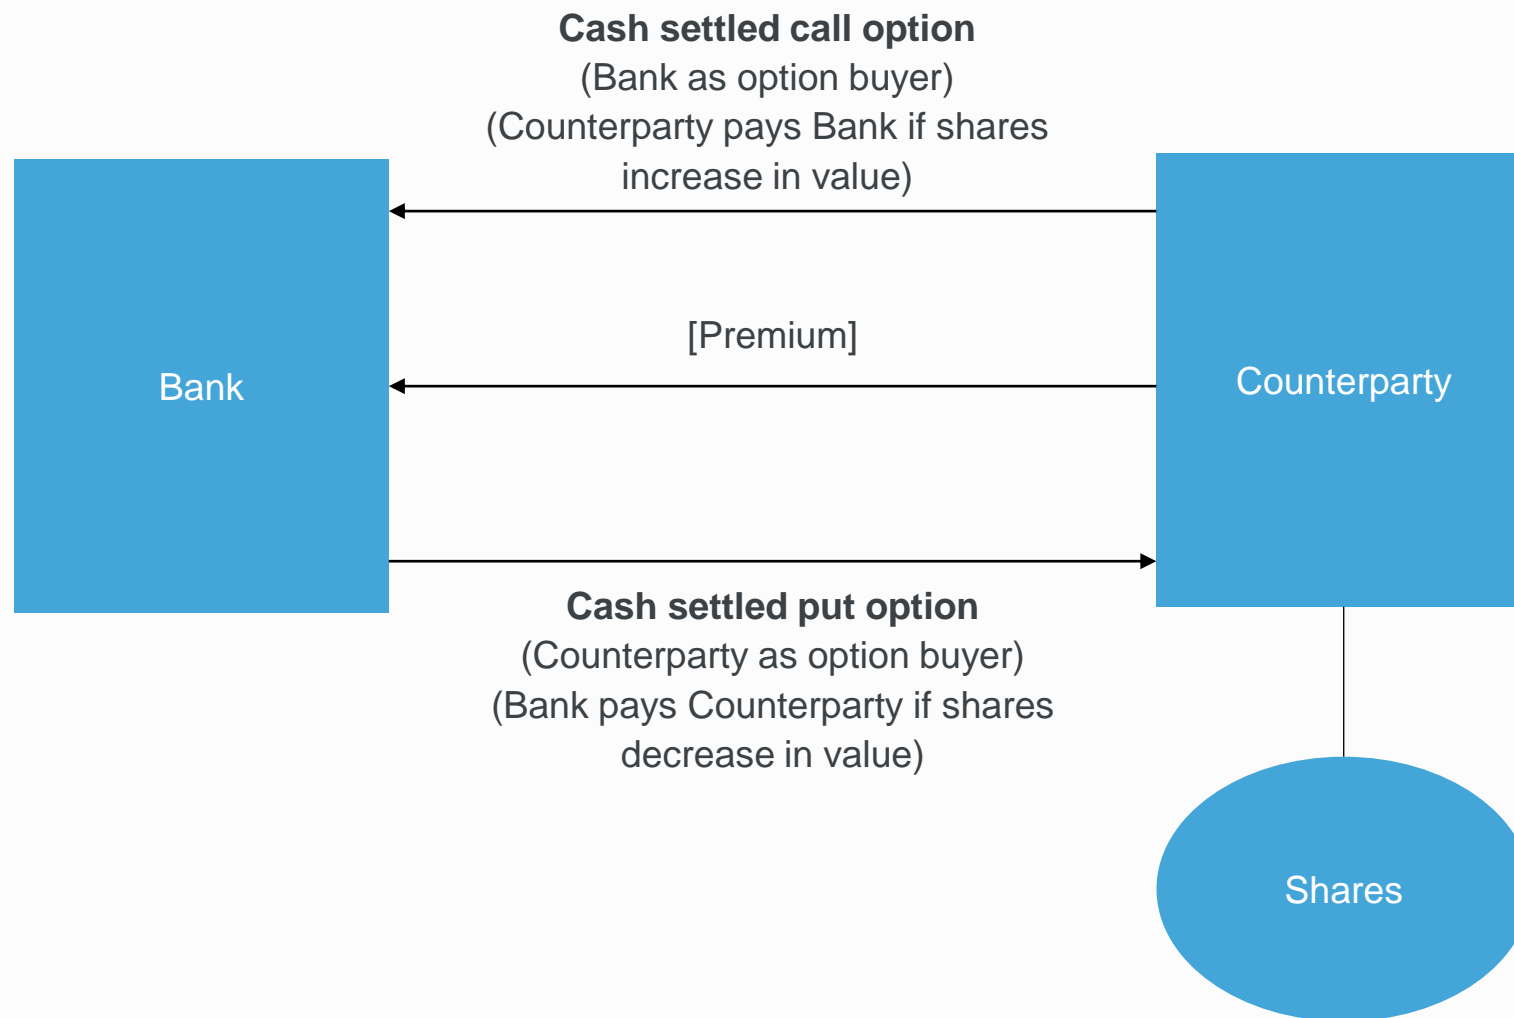 Cash settled call option
(Bank as option buyer)
(Counterparty pays Bank if shares
increase in value)
[Premium]
Bank
Counterparty
Cash settled put option
(Counterparty as option buyer)
(Bank pays Counterparty if shares
decrease in value)
Shares